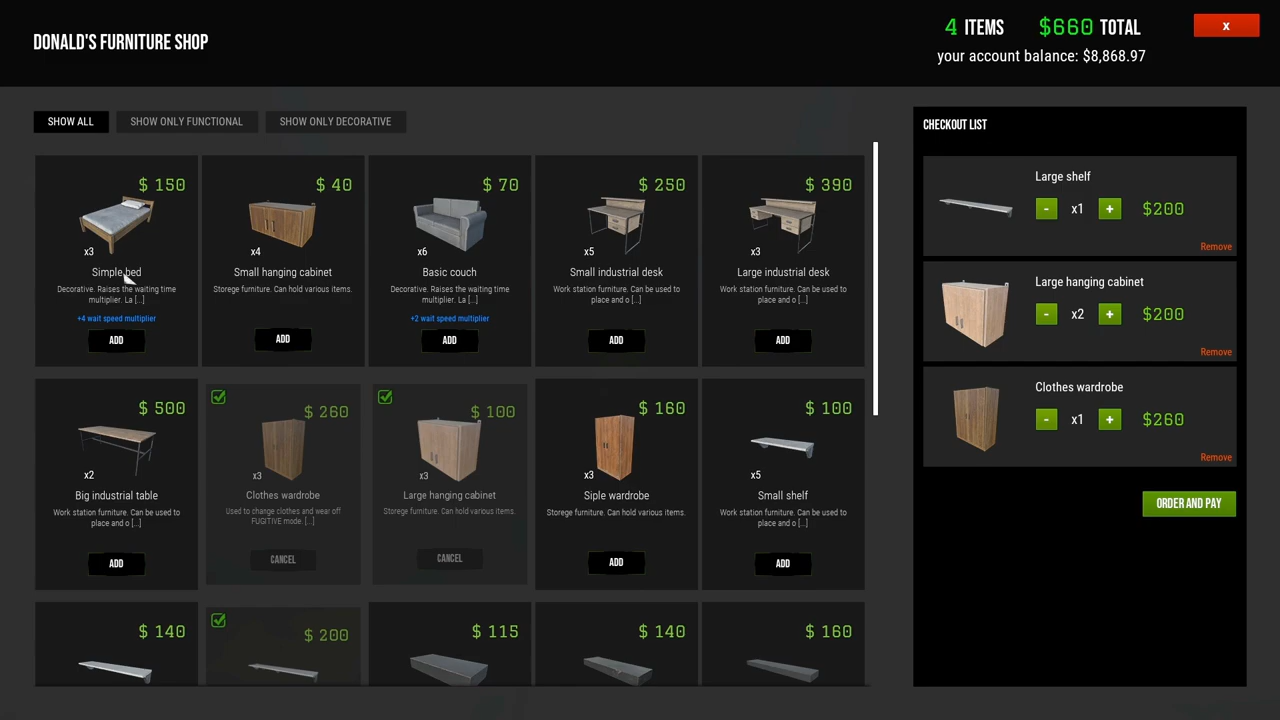 DONALD'S FURNITURE SHOP
4 ITEMS $660 TOTAL
X
your account balance: $8,868.97
SHOW ALL
SHOW ONLY FUNCTIONAL
SHOW ONLY DECORATIVE
$ 150
x3
Simple bed
Decorative. Raises the waiting time
multiplier. La [...]
+4 wait speed multiplier
ADD
$ 40
x4
Small hanging cabinet
Storege furniture. Can hold various items.
ADD
$ 70
x6
Basic couch
Decorative. Raises the waiting time
multiplier. La [...]
+2 wait speed multiplier
ADD
$ 250
x5
Small industrial desk
Work station furniture. Can be used to
place and o [...]
ADD
$ 390
x3
Large industrial desk
Work station furniture. Can be used to
place and o [...]
ADD
$ 500
x2
Big industrial table
Work station furniture. Can be used to
place and o [...]
ADD
$ 260
x3
Clothes wardrobe
Used to change clothes and wear off
FUGITIVE mode. [...]
CANCEL
$ 100
x3
Large hanging cabinet
Storege furniture. Can hold various items.
CANCEL
$ 160
x3
Siple wardrobe
Storege furniture. Can hold various items.
ADD
$ 100
x5
Small shelf
Work station furniture. Can be used to
place and o [...]
ADD
$ 140
$ 200
$ 115
$ 140
$ 160
CHECKOUT LIST
Large shelf
- x1 + $200
Remove
Large hanging cabinet
- x2 + $200
Remove
Clothes wardrobe
- x1 + $260
Remove
ORDER AND PAY